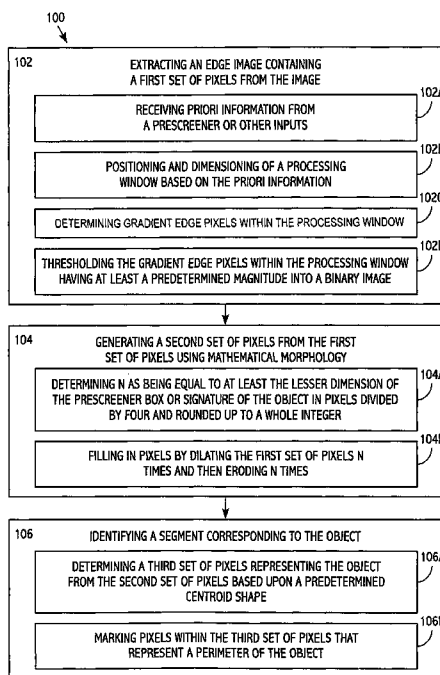 100
102
EXTRACTING AN EDGE IMAGE CONTAINING
A FIRST SET OF PIXELS FROM THE IMAGE
102A
RECEIVING PRIORI INFORMATION FROM
A PRESCREENER OR OTHER INPUTS
POSITIONING AND DIMENSIONING OF A PROCESSING
WINDOW BASED ON THE PRIORI INFORMATION
DETERMINING GRADIENT EDGE PIXELS WITHIN THE PROCESSING WINDOW
THRESHOLDING THE GRADIENT EDGE PIXELS WITHIN THE PROCESSING WINDOW
HAVING AT LEAST A PREDETERMINED MAGNITUDE INTO A BINARY IMAGE
104
GENERATING A SECOND SET OF PIXELS FROM THE FIRST
SET OF PIXELS USING MATHEMATICAL MORPHOLOGY
104A
DETERMINING N AS BEING EQUAL TO AT LEAST THE LESSER DIMENSION OF
THE PRESCREENER BOX OR SIGNATURE OF THE OBJECT IN PIXELS DIVIDED
BY FOUR AND ROUNDED UP TO A WHOLE INTEGER
FILLING IN PIXELS BY DILATING THE FIRST SET OF PIXELS N
TIMES AND THEN ERODING N TIMES
106
IDENTIFYING A SEGMENT CORRESPONDING TO THE OBJECT
106A
DETERMINING A THIRD SET OF PIXELS REPRESENTING THE OBJECT
FROM THE SECOND SET OF PIXELS BASED UPON A PREDETERMINED
CENTROID SHAPE
MARKING PIXELS WITHIN THE THIRD SET OF PIXELS THAT
REPRESENT A PERIMETER OF THE OBJECT